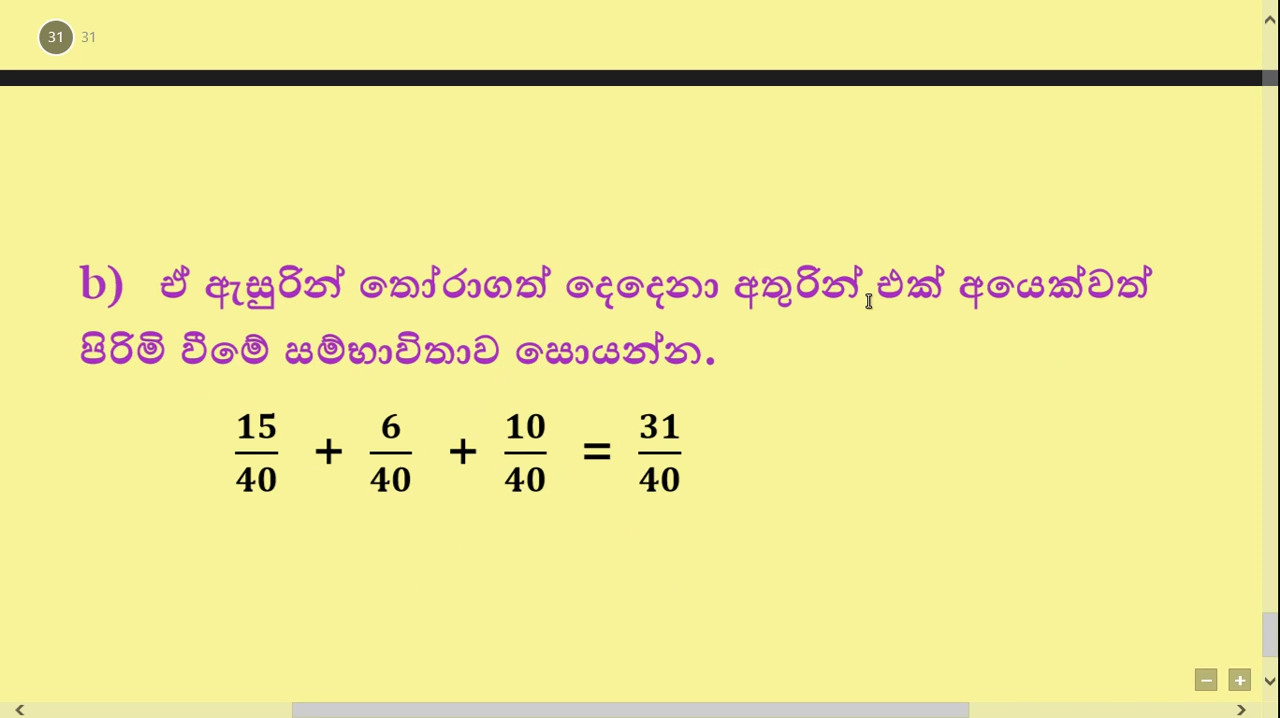 31 31
b) ඒ ඇසුරින් තෝරාගත් දෙදෙනා අතුරින් එක් අයෙක්වත්
පිරිමි වීමේ සම්භාවිතාව සොයන්න.
15/40 + 6/40 + 10/40 = 31/40